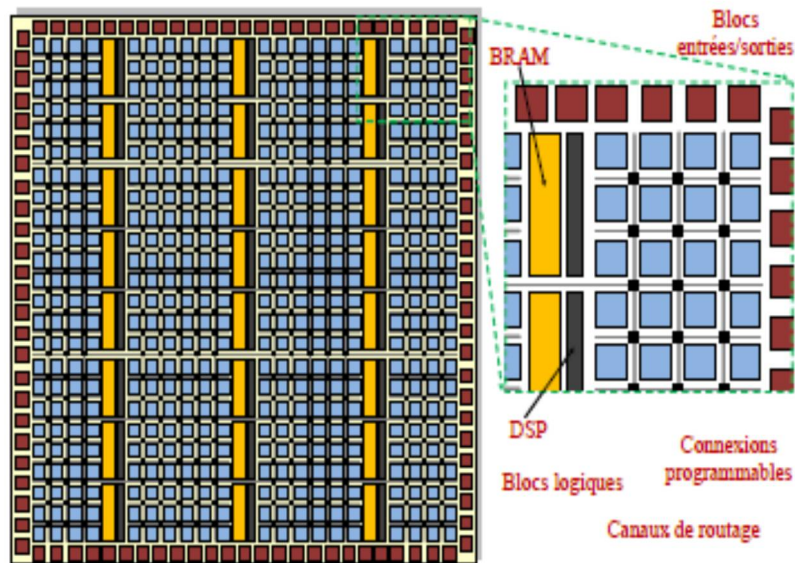 Blocs
entrées/sorties
BRAM
DSP
Connexions
programmables
Blocs logiques
Canaux de routage